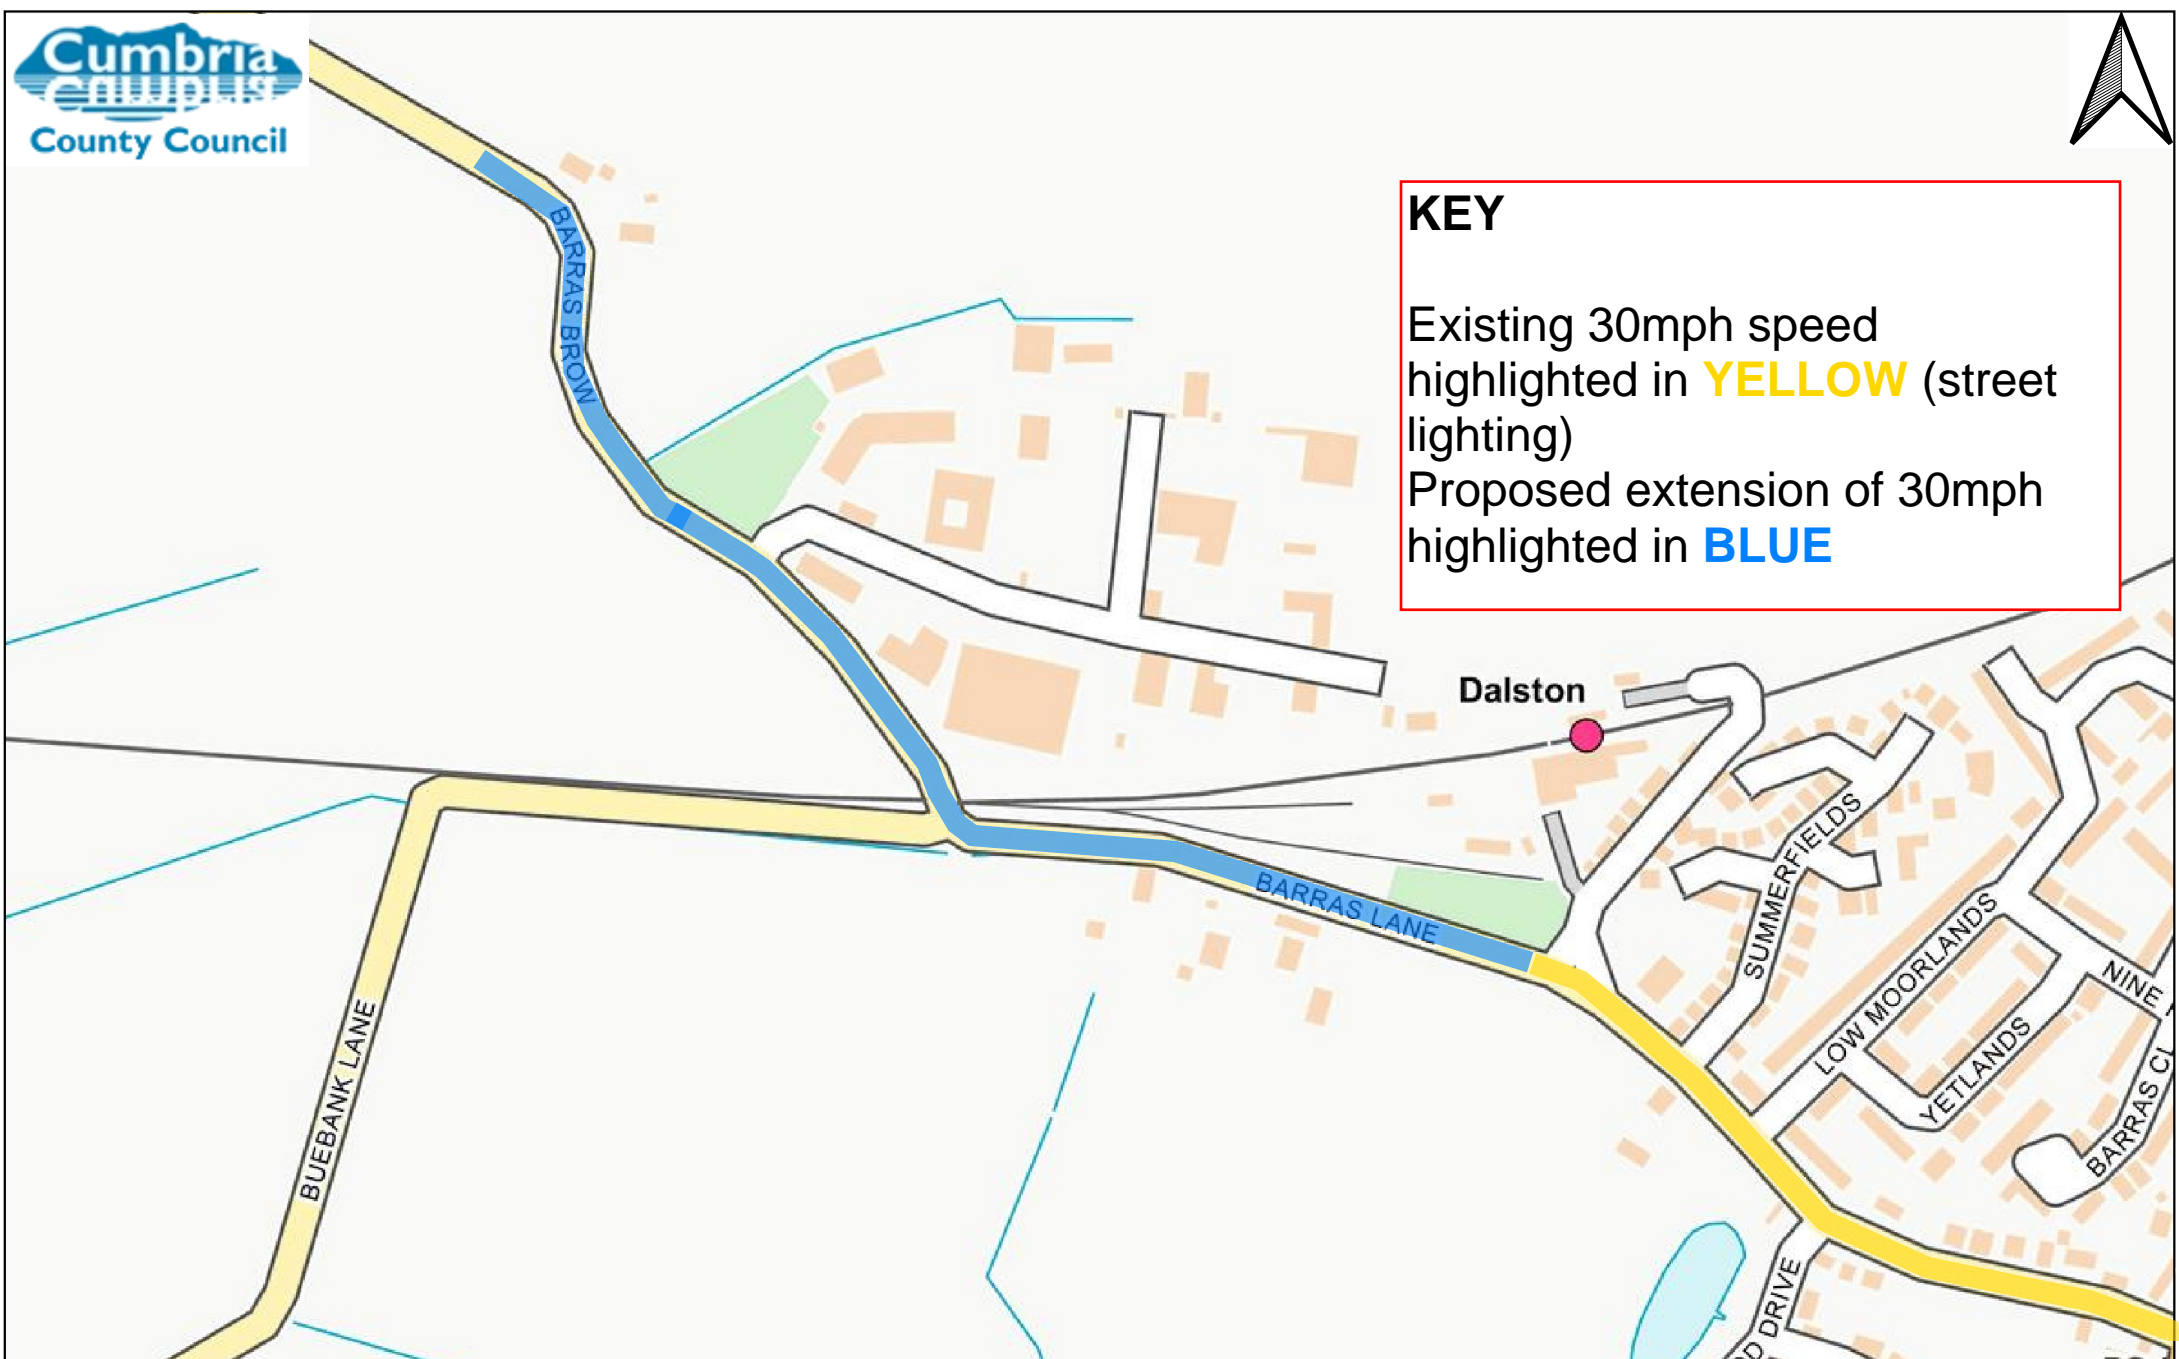 Cumbria
County Council
KEY
Existing 30mph speed
highlighted in YELLOW (street
lighting)
Proposed extension of 30mph
highlighted in BLUE
BARRAS BROW
Dalston
BARRAS LANE
SUMMERFIELDS
LOW MOORLANDS
NINE
YETLANDS
BARRAS CL
BUEBANK LANE
DRIVE